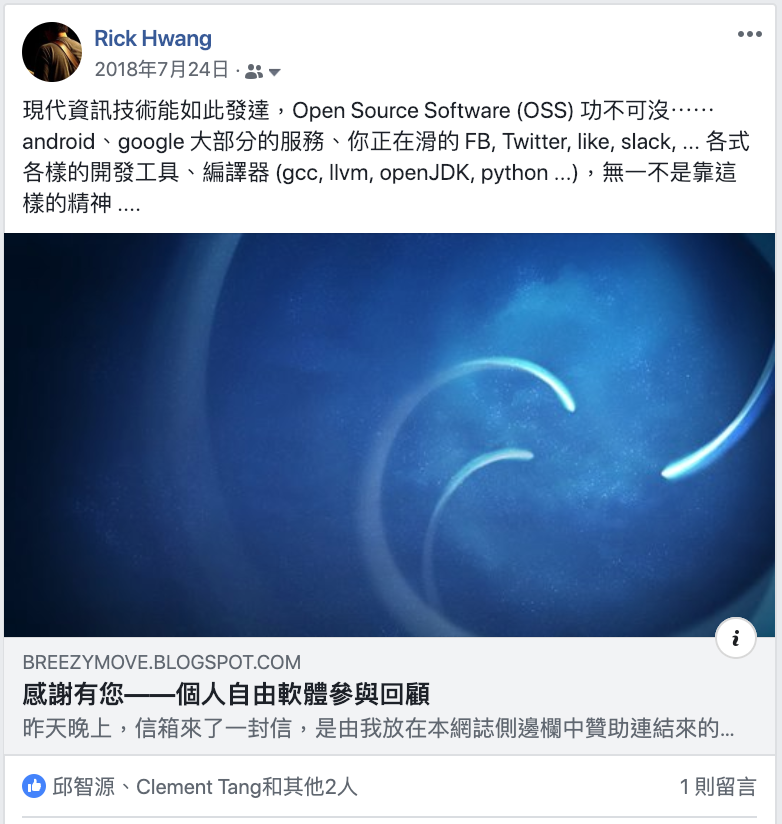 Rick Hwang
2018年7月24日 ·
現代資訊技術能如此發達，Open Source Software (OSS) 功不可沒⋯⋯
android、google 大部分的服務、你正在滑的 FB, Twitter, like, slack, ... 各式
各樣的開發工具、編譯器 (gcc, llvm, openJDK, python ...)，無一不是靠這
樣的精神 ....
BREEZYMOVE.BLOGSPOT.COM
感謝有您——個人自由軟體參與回顧
昨天晚上，信箱來了一封信，是由我放在本網誌側邊欄中贊助連結來的...
邱智源、Clement Tang和其他2人
1 則留言